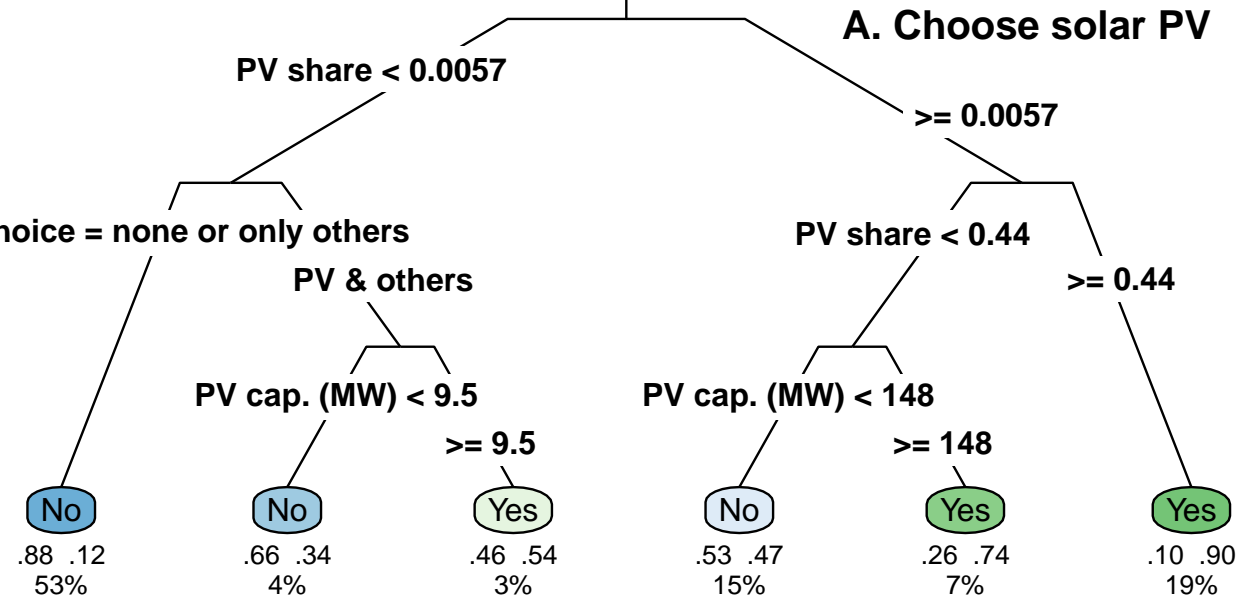 A. Choose solar PV
PV share < 0.0057
>= 0.0057
hoice = none or only others
PV share < 0.44
PV & others
>= 0.44
PV cap. (MW) < 9.5
PV cap. (MW) < 148
>= 9.5
>= 148
No No Yes No Yes Yes
.88 .12 .66 .34 .46 .54 .53 .47 .26 .74 .10 .90
53% 4% 3% 15% 7% 19%